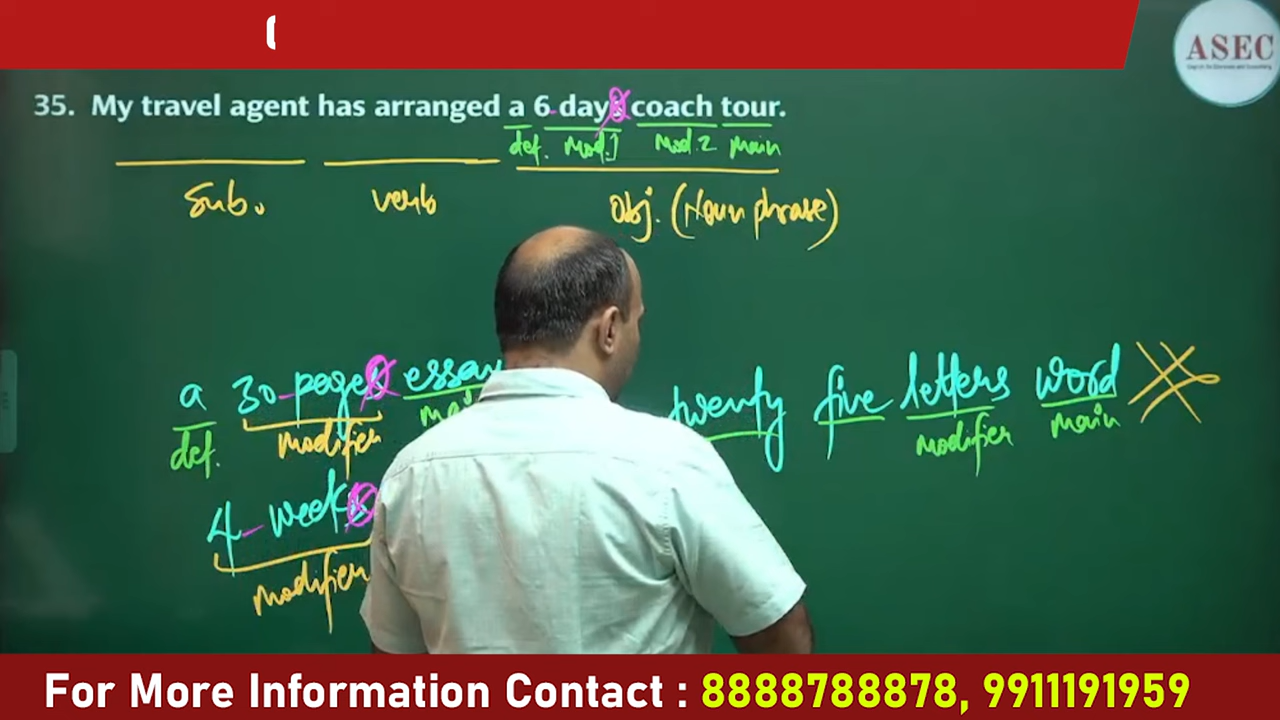 (
ASEC
35. My travel agent has arranged a 6-days coach tour.
def. Mod.1 Mod.2 main
Sub. verb obj. (Noun phrase)
a 30-pages essay twenty five letters word
def. modifier modifier main
4-weeks
modifier
For More Information Contact : 8888788878, 9911191959